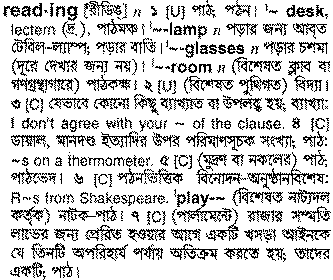 read·ing [রীডিঙ্] n ১ [U] পাঠ; পঠন। '~ desk,
lectern (দ্র.), পাঠমঞ্চ। '~-lamp n পড়ার জন্য আবৃত
টেবিল-ল্যাম্প; পড়ার বাতি। '~-glasses n পড়ার চশমা
(দূরে দেখার জন্য নয়)। '~-room n (বিশেষত ক্লাব বা
গণগ্রন্থাগারে) পাঠকক্ষ। ২ [U] (বিশেষত পুথিগত) বিদ্যা।
৩ [C] যেভাবে কোনো কিছু ব্যাখ্যাত বা উপলব্ধ হয়; ব্যাখ্যা:
I don't agree with your ~ of the clause. ৪ [C]
ডায়াল, মানদণ্ড ইত্যাদির উপর পরিমাপসূচক সংখ্যা; পাঠ:
~s on a thermometer. ৫ [C] (মুদ্রণ বা নকলের) পাঠ;
পাঠভেদ। ৬ [C] পঠনভিত্তিক বিনোদন-অনুষ্ঠানবিশেষ:
R~s from Shakespeare. 'play-~ (বিশেষত নাট্যদল
কর্তৃক) নাটক-পাঠ। ৭ [C] (পার্লামেন্টে) রাজার সম্মতি
লাভের জন্য প্রেরিত হওয়ার আগে একটি খসড়া আইনকে
যে তিনটি অপরিহার্য পর্যায় অতিক্রম করতে হয়, তাদের
একটি; পাঠ।